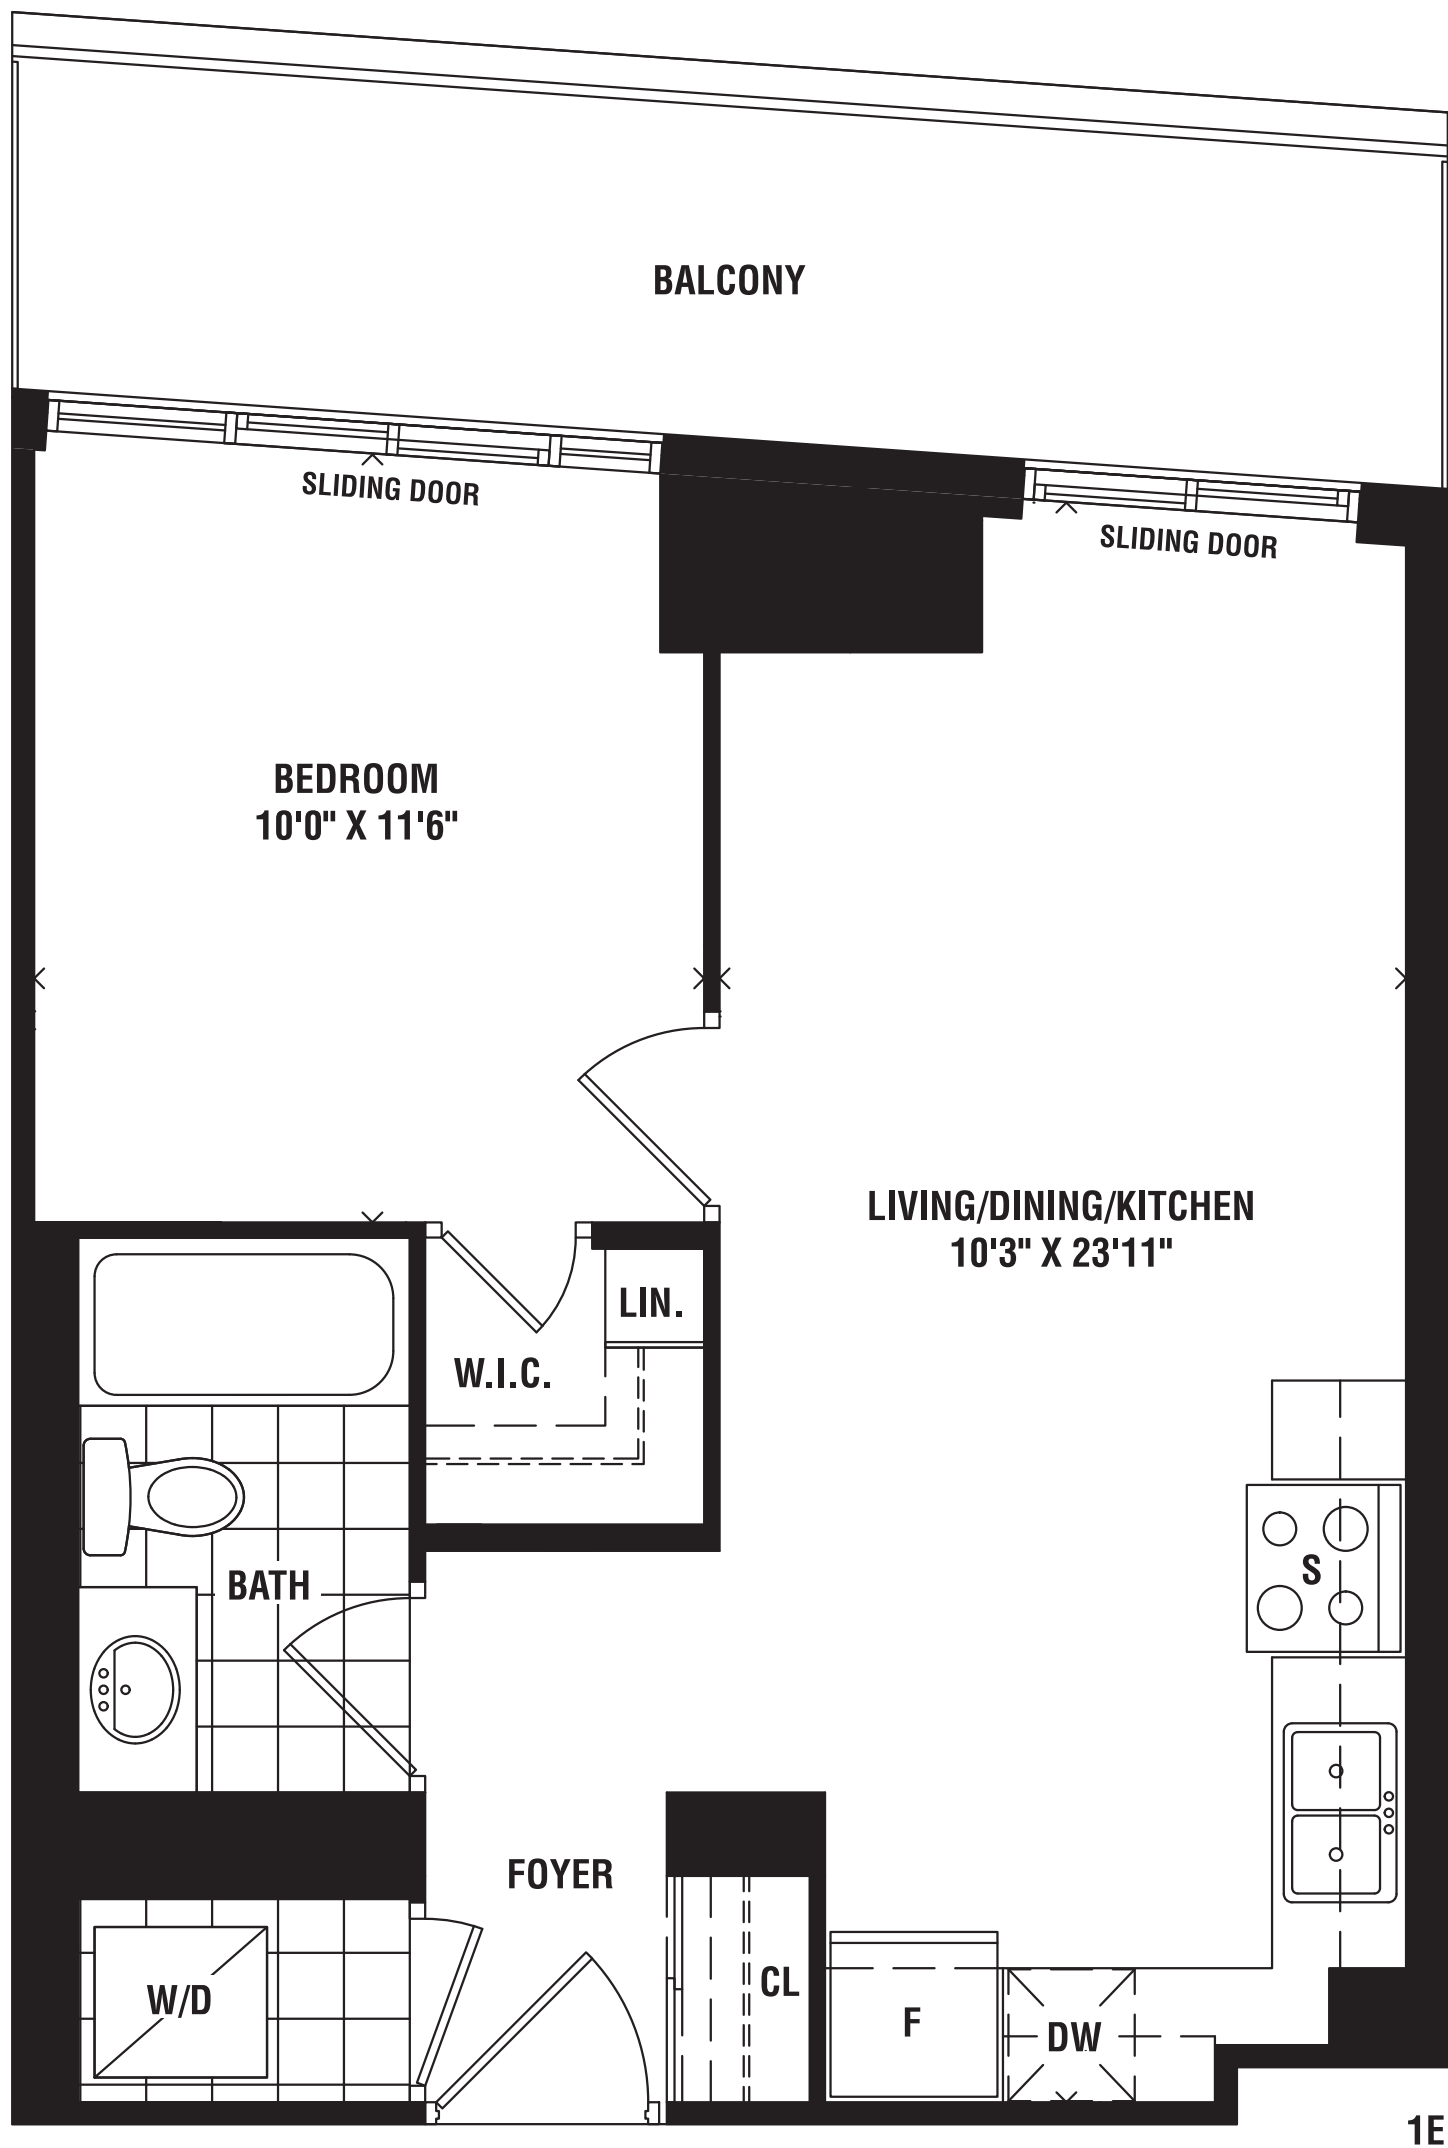 BALCONY
SLIDING DOOR
SLIDING DOOR
BEDROOM
10'0" X 11'6"
LIVING/DINING/KITCHEN
10'3" X 23'11"
LIN.
W.I.C.
S
BATH
FOYER
CL
W/D
F
DW
1E